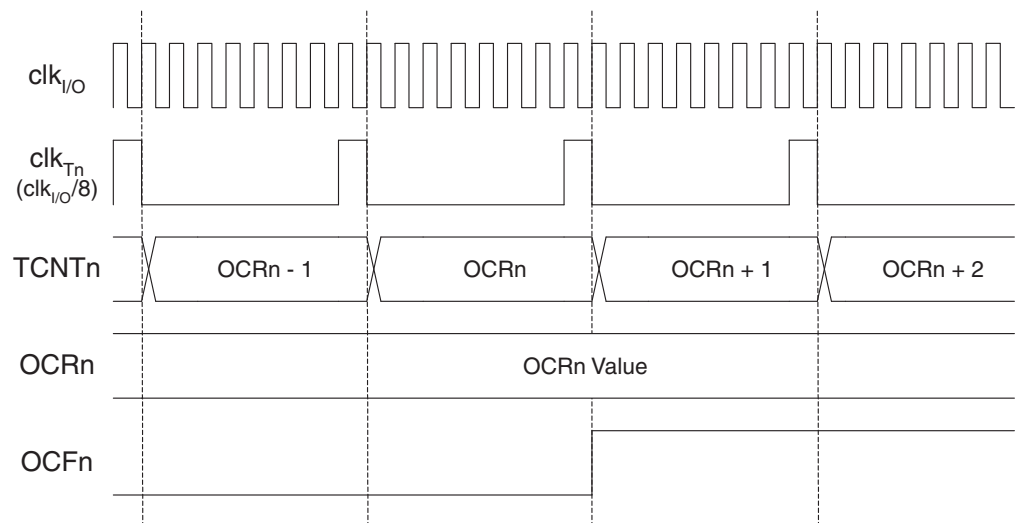 clkI/O
clkTn
(clkI/O/8)
TCNTn OCRn - 1 OCRn OCRn + 1 OCRn + 2
OCRn OCRn Value
OCFn